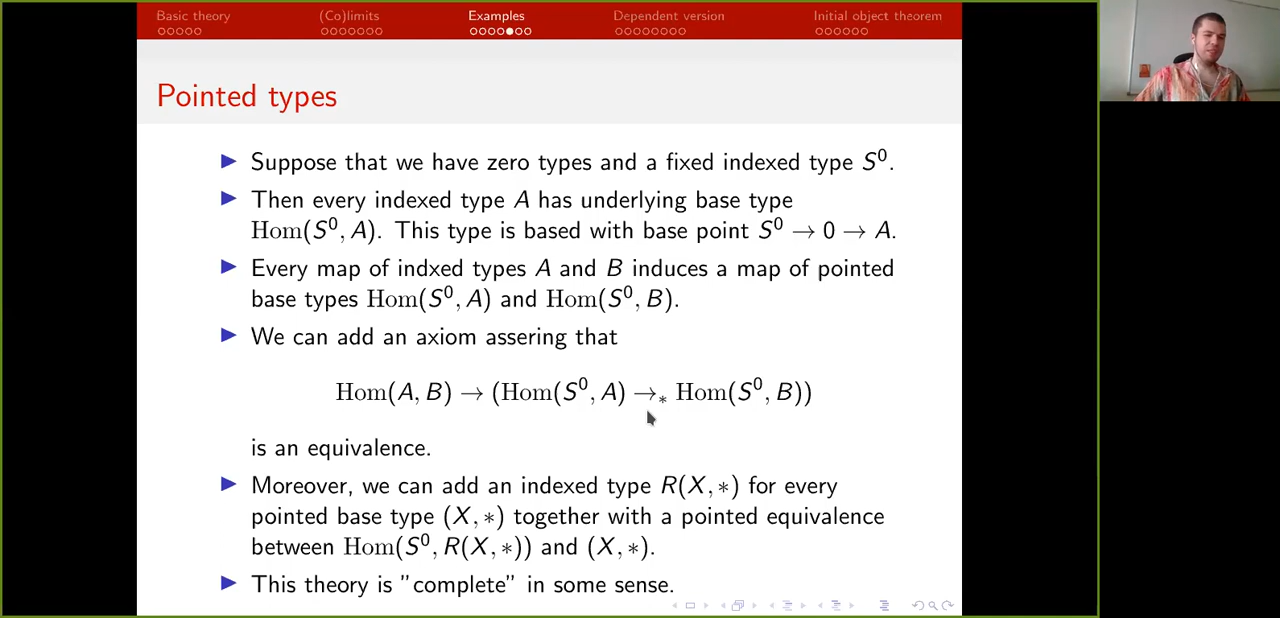 Basic theory (Co)limits Examples Dependent version Initial object theorem
Pointed types
Suppose that we have zero types and a fixed indexed type S⁰.
Then every indexed type A has underlying base type
Hom(S⁰, A). This type is based with base point S⁰ → 0 → A.
Every map of indxed types A and B induces a map of pointed
base types Hom(S⁰, A) and Hom(S⁰, B).
We can add an axiom assering that
Hom(A, B) → (Hom(S⁰, A) →∗ Hom(S⁰, B))
is an equivalence.
Moreover, we can add an indexed type R(X, ∗) for every
pointed base type (X, ∗) together with a pointed equivalence
between Hom(S⁰, R(X, ∗)) and (X, ∗).
This theory is ”complete” in some sense.